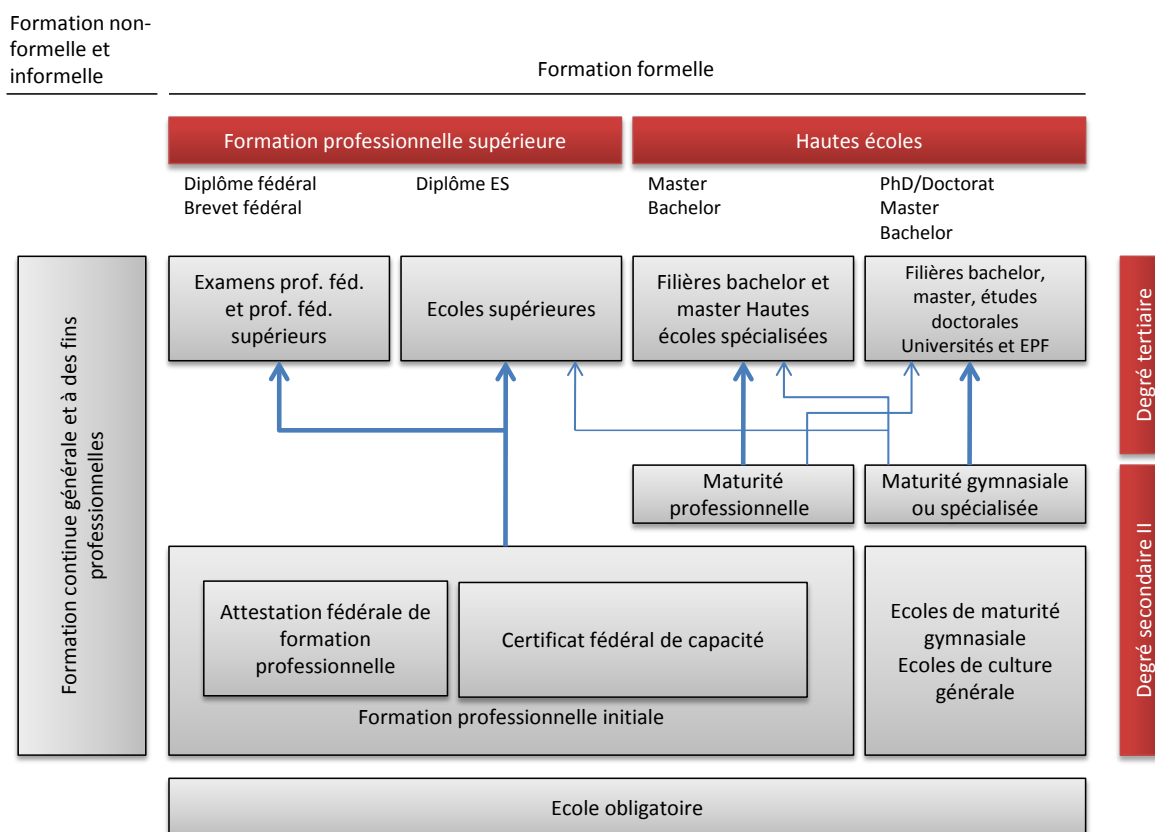 Formation non-
formelle et
informelle
Formation formelle
Formation professionnelle supérieure
Hautes écoles
Diplôme fédéral
Brevet fédéral
Diplôme ES
Master
Bachelor
PhD/Doctorat
Master
Bachelor
Formation continue générale et à des fins
professionnelles
Examens prof. féd.
et prof. féd.
supérieurs
Ecoles supérieures
Filières bachelor et
master Hautes
écoles spécialisées
Filières bachelor,
master, études
doctorales
Universités et EPF
Degré tertiaire
Maturité
professionnelle
Maturité gymnasiale
ou spécialisée
Degré secondaire II
Attestation fédérale de
formation
professionnelle
Certificat fédéral de capacité
Formation professionnelle initiale
Ecoles de maturité
gymnasiale
Ecoles de culture
générale
Ecole obligatoire